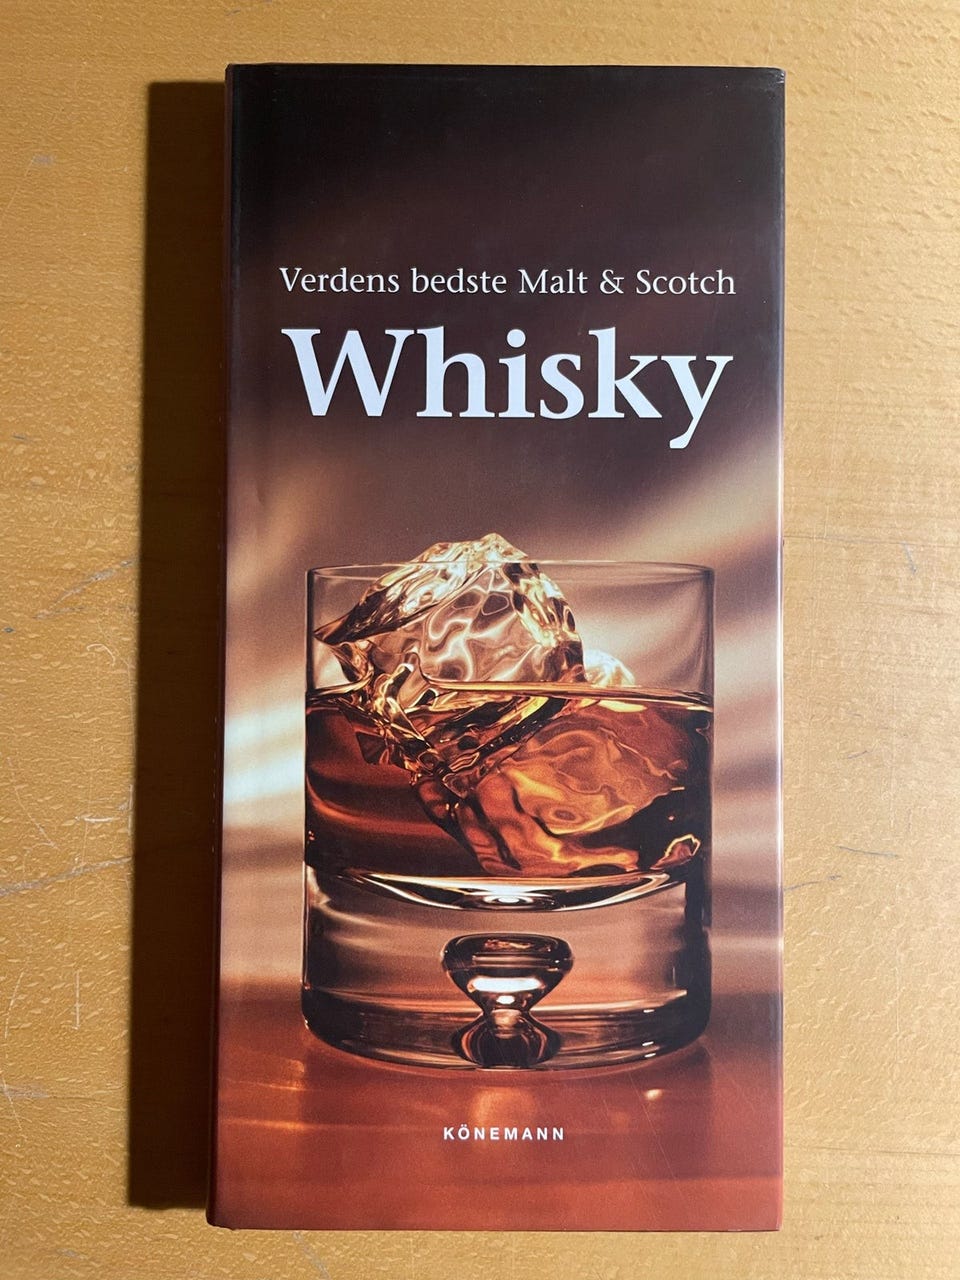 Verdens bedste Malt & Scotch
Whisky
KÖNEMANN